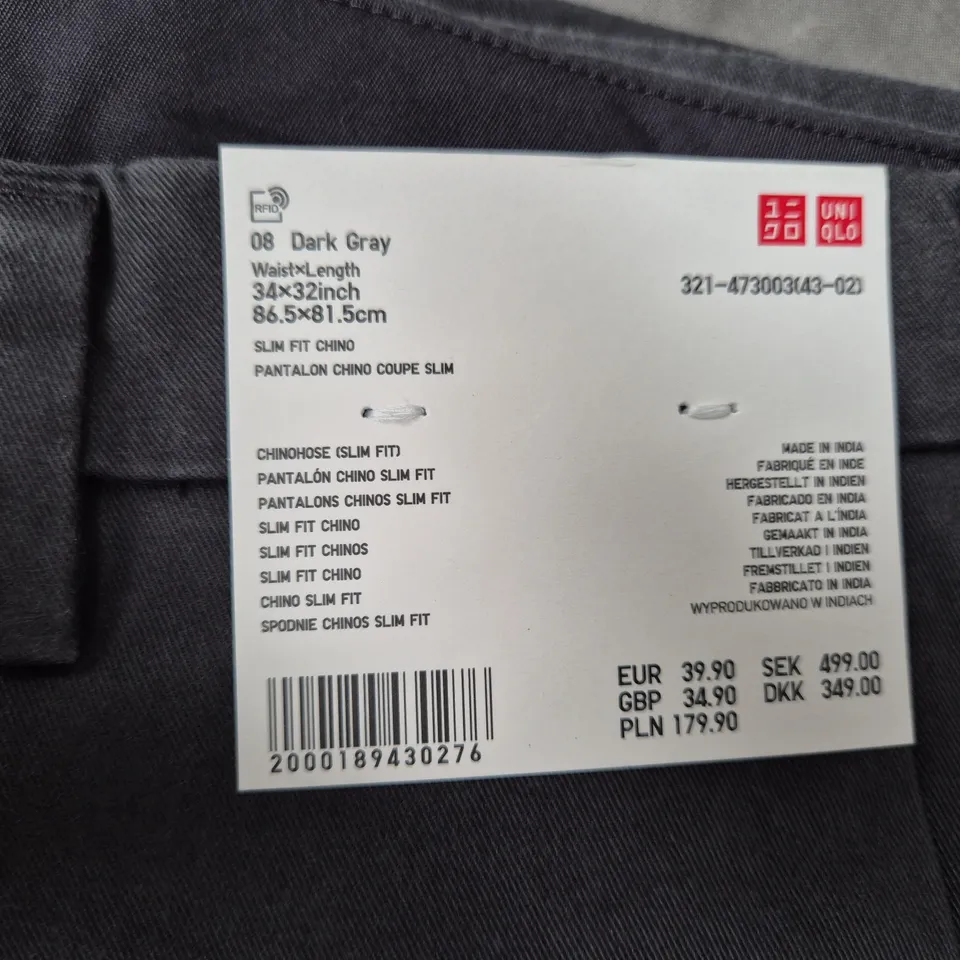 RFID
ユニ
クロ
UNI
QLO
08 Dark Gray
Waist×Length
34×32inch
86.5×81.5cm
321-473003(43-02)
SLIM FIT CHINO
PANTALON CHINO COUPE SLIM
CHINOHOSE (SLIM FIT)
PANTALÓN CHINO SLIM FIT
PANTALONS CHINOS SLIM FIT
SLIM FIT CHINO
SLIM FIT CHINOS
SLIM FIT CHINO
CHINO SLIM FIT
SPODNIE CHINOS SLIM FIT
MADE IN INDIA
FABRIQUÉ EN INDE
HERGESTELLT IN INDIEN
FABRICADO EN INDIA
FABRICAT A L'ÍNDIA
GEMAAKT IN INDIA
TILLVERKAD I INDIEN
FREMSTILLET I INDIEN
FABBRICATO IN INDIA
WYPRODUKOWANO W INDIACH
EUR 39.90 SEK 499.00
GBP 34.90 DKK 349.00
PLN 179.90
2000189430276